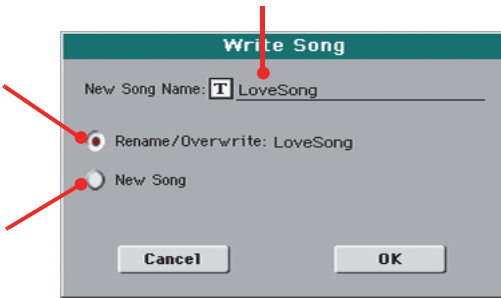 Write Song
New Song Name: T LoveSong
Rename/Overwrite: LoveSong
New Song
Cancel OK